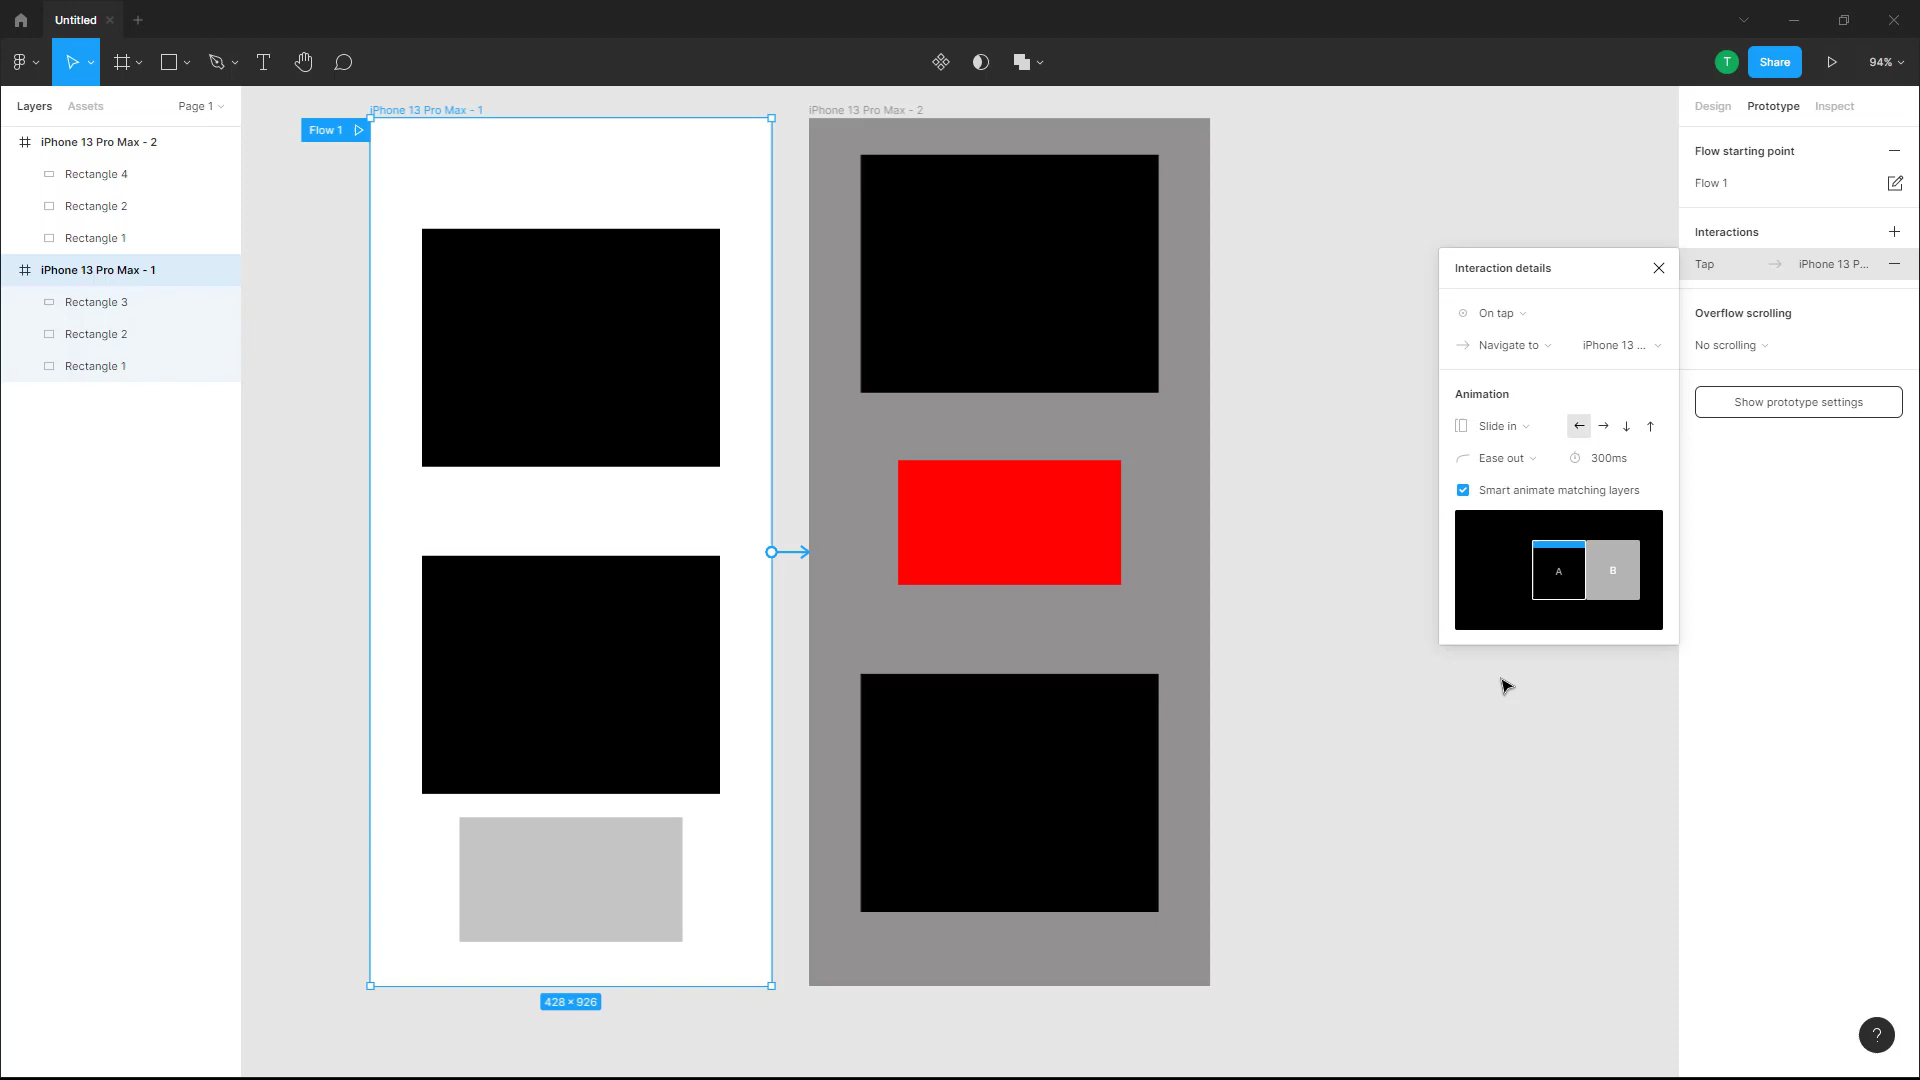 Untitled
T
Share
94%
Layers
Assets
Page 1
iPhone 13 Pro Max - 2
Rectangle 4
Rectangle 2
Rectangle 1
iPhone 13 Pro Max - 1
Rectangle 3
Rectangle 2
Rectangle 1
iPhone 13 Pro Max - 1
Flow 1
428 × 926
iPhone 13 Pro Max - 2
Interaction details
On tap
Navigate to
iPhone 13 ...
Animation
Slide in
Ease out
300ms
Smart animate matching layers
A
B
Design
Prototype
Inspect
Flow starting point
Flow 1
Interactions
Tap
iPhone 13 P...
Overflow scrolling
No scrolling
Show prototype settings
?